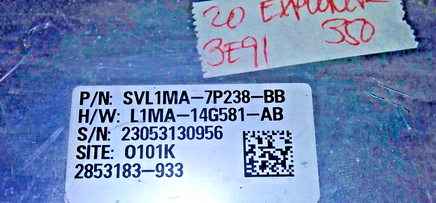 20 EXPLORER
3E91 350
P/N: SVL1MA-7P238-BB
H/W: L1MA-14G581-AB
S/N: 23053130956
SITE: O101K
2853183-933